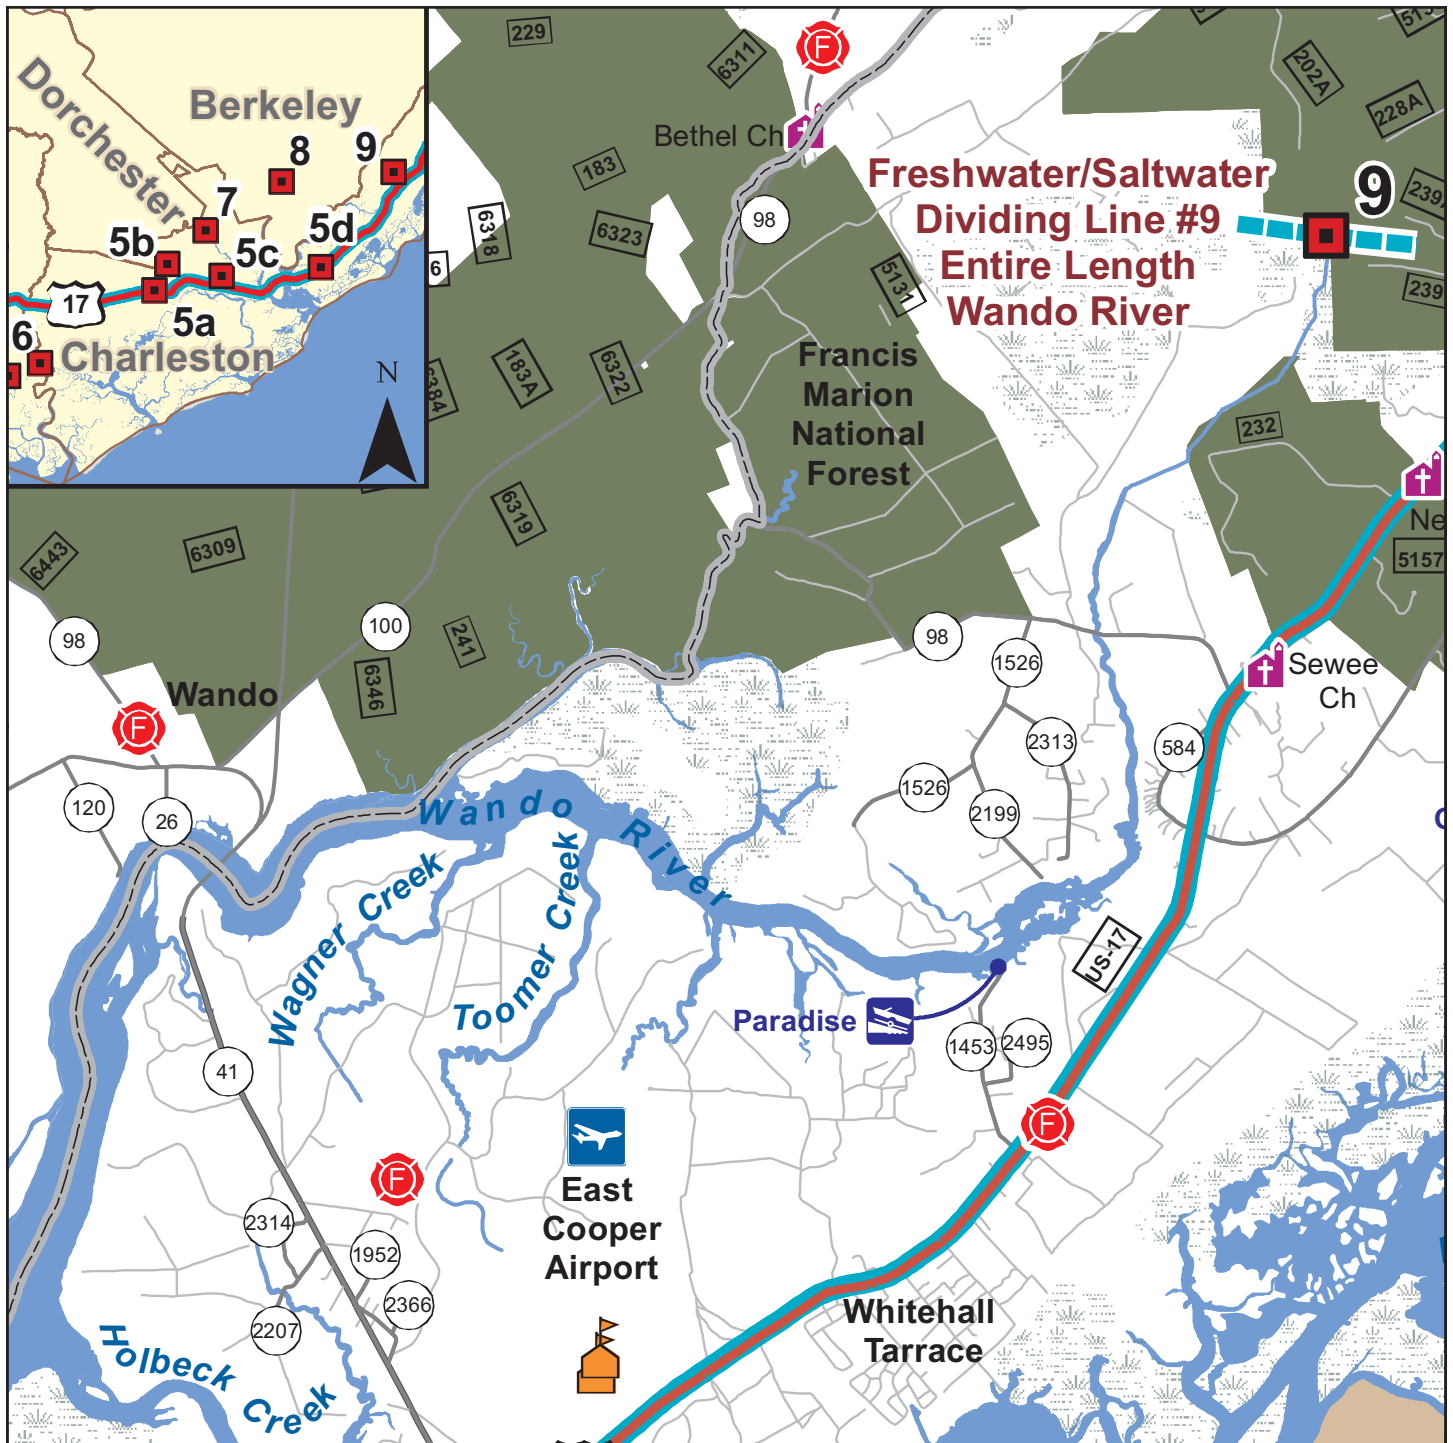 Dorchester
Berkeley
8
9
7
5b
5c
5d
17
5a
6
Charleston
N
229
6311
F
202A
228A
Bethel Ch
183
6318
6323
98
Freshwater/Saltwater
Dividing Line #9
Entire Length
Wando River
9
239
239
6
5131
183A
6322
Francis
Marion
National
Forest
232
6319
6443
6309
Ne
5157
98
100
241
6346
98
1526
Sewee
Ch
Wando
F
2313
584
120
26
1526
2199
Wando
River
Wagner Creek
Toomer Creek
US-17
Paradise
1453
2495
41
F
East
Cooper
Airport
F
2314
1952
2366
2207
Whitehall
Tarrace
Holbeck
Creek